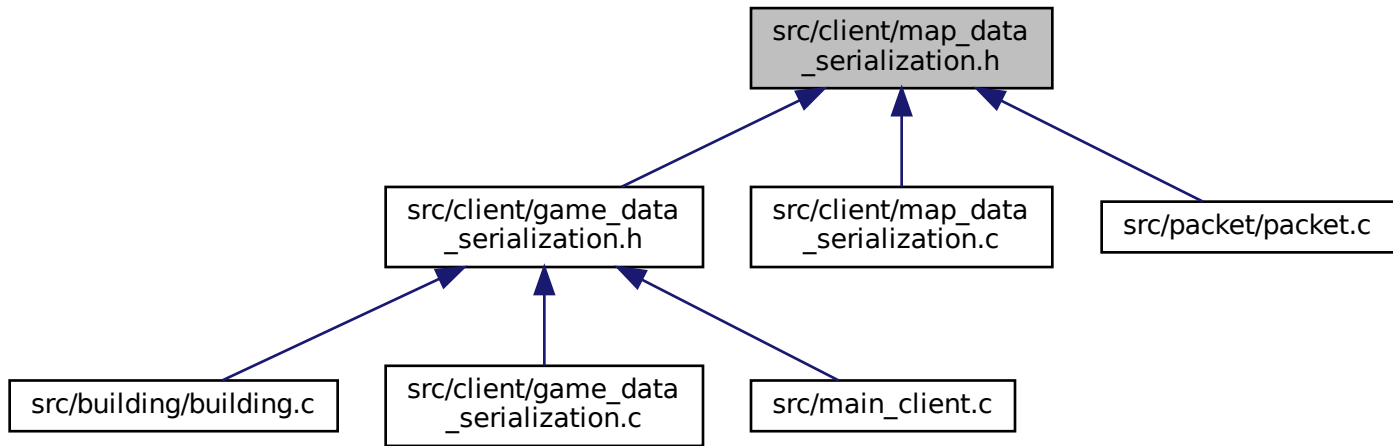 src/client/map_data
_serialization.h
src/client/game_data
_serialization.h
src/client/map_data
_serialization.c
src/packet/packet.c
src/building/building.c
src/client/game_data
_serialization.c
src/main_client.c